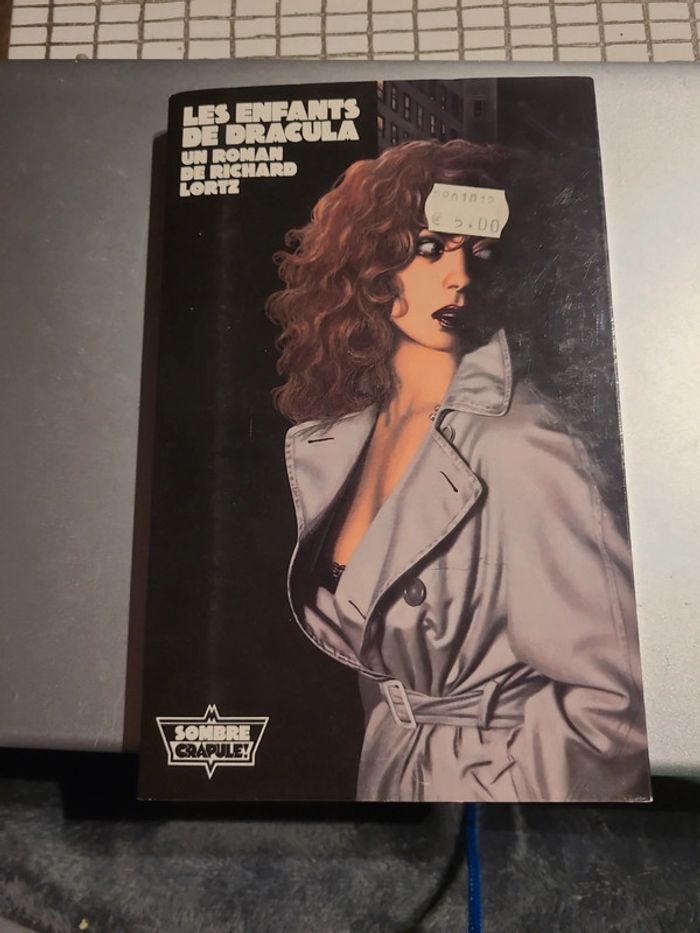 LES ENFANTS
DE DRACULA
UN ROMAN
DE RICHARD
LORTZ
€ 5.00
SOMBRE
CRAPULE!